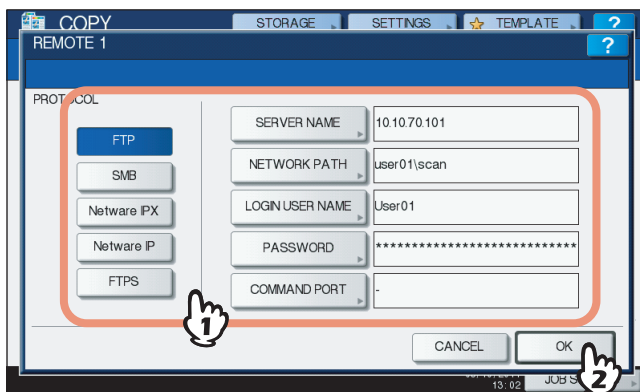 COPY STORAGE SETTINGS TEMPLATE ?
REMOTE 1 ?
PROTOCOL
FTP
SMB
Netware IPX
Netware IP
FTPS
SERVER NAME 10.10.70.101
NETWORK PATH user01\scan
LOGIN USER NAME User01
PASSWORD ****************************
COMMAND PORT -
1
CANCEL OK
2
13:02 JOB S